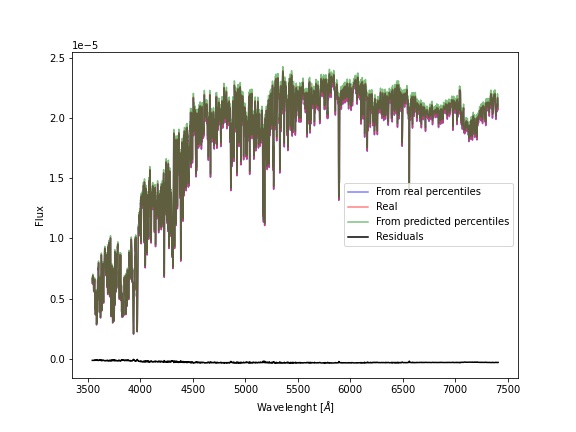 1e−5
2.5
2.0
1.5
1.0
0.5
0.0
Flux
From real percentiles
Real
From predicted percentiles
Residuals
3500 4000 4500 5000 5500 6000 6500 7000 7500
Wavelenght [Å]